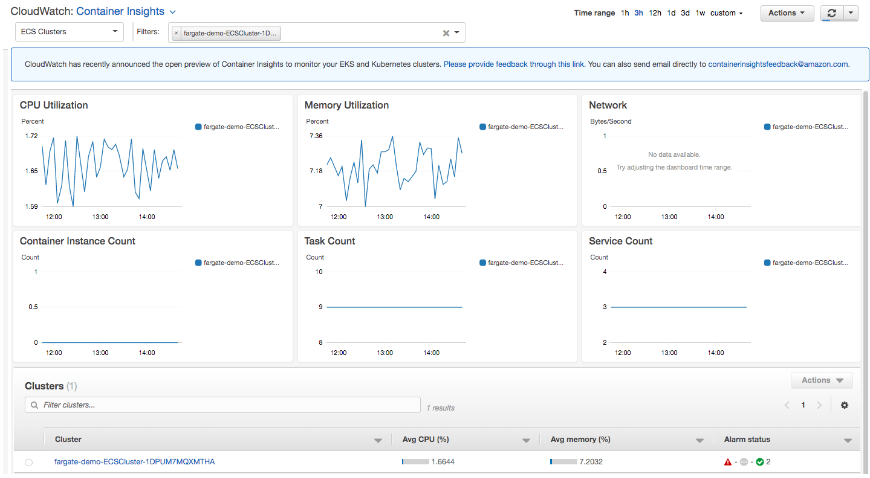 CloudWatch: Container Insights
Time range 1h 3h 12h 1d 3d 1w custom
Actions
ECS Clusters
Filters:
× fargate-demo-ECSCluster-1D...
CloudWatch has recently announced the open preview of Container Insights to monitor your EKS and Kubernetes clusters. Please provide feedback through this link. You can also send email directly to containerinsightsfeedback@amazon.com.
CPU Utilization
Percent
fargate-demo-ECSClust...
1.72
1.65
1.59
12:00 13:00 14:00
Memory Utilization
Percent
fargate-demo-ECSClust...
7.36
7.18
7
12:00 13:00 14:00
Network
Bytes/Second
fargate-demo-ECSClust...
1
0.5
0
No data available.
Try adjusting the dashboard time range.
12:00 13:00 14:00
Container Instance Count
Count
fargate-demo-ECSClust...
1
0.5
0
12:00 13:00 14:00
Task Count
Count
fargate-demo-ECSClust...
10
9
8
12:00 13:00 14:00
Service Count
Count
fargate-demo-ECSClust...
4
3
2
12:00 13:00 14:00
Clusters (1)
Actions
Filter clusters...
1 results
1
Cluster Avg CPU (%) Avg memory (%) Alarm status
fargate-demo-ECSCluster-1DPUM7MQXMTHA 1.6644 7.2032 - - 2